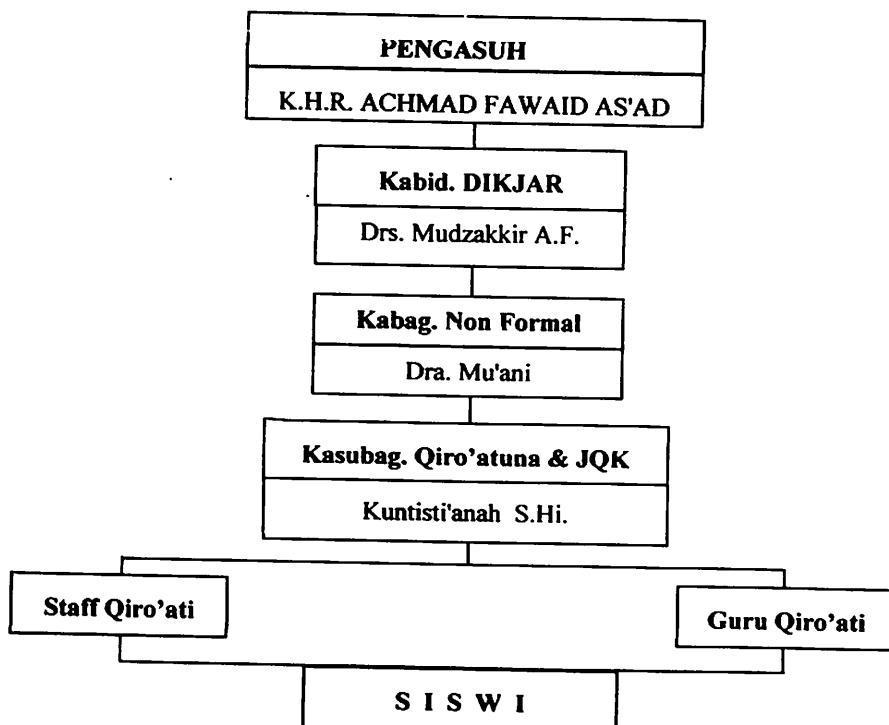 PENGASUH
K.H.R. ACHMAD FAWAID AS'AD
Kabid. DIKJAR
Drs. Mudzakkir A.F.
Kabag. Non Formal
Dra. Mu'ani
Kasubag. Qiro’atuna & JQK
Kuntisti'anah S.Hi.
Staff Qiro’ati
Guru Qiro’ati
S I S W I